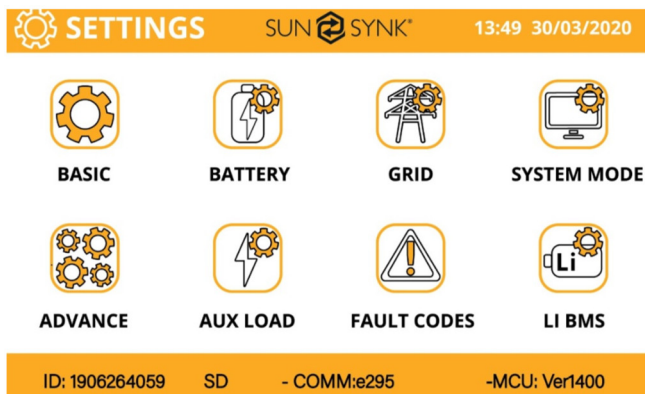 SETTINGS SUN SYNK® 13:49 30/03/2020
BASIC BATTERY GRID SYSTEM MODE
Li
ADVANCE AUX LOAD FAULT CODES LI BMS
ID: 1906264059 SD - COMM:e295 -MCU: Ver1400